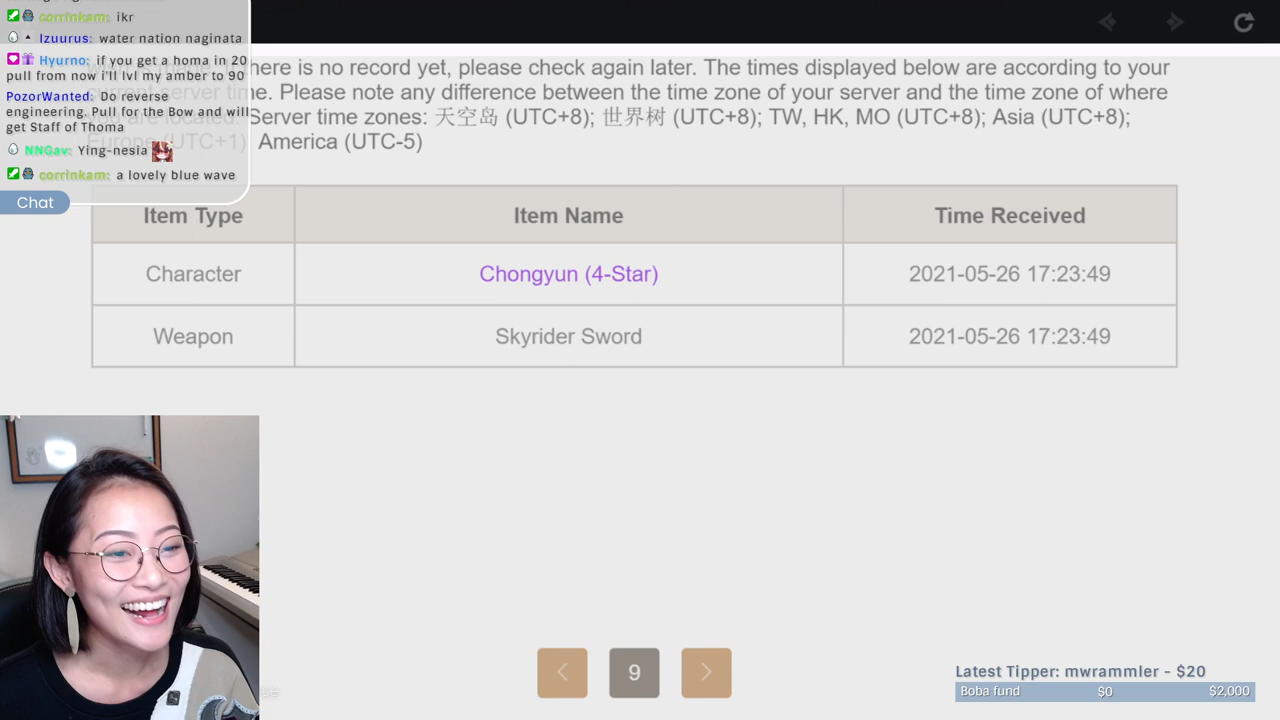 corrinkam: ikr
Izuurus: water nation naginata
Hyurno: if you get a homa in 20
pull from now i'll lvl my amber to 90
PozorWanted: Do reverse
engineering. Pull for the Bow and will
get Staff of Thoma
NNGav: Ying-nesia
corrinkam: a lovely blue wave
Chat
here is no record yet, please check again later. The times displayed below are according to your
current server time. Please note any difference between the time zone of your server and the time zone of where
Server time zones: 天空岛 (UTC+8); 世界树 (UTC+8); TW, HK, MO (UTC+8); Asia (UTC+8);
Europe (UTC+1) America (UTC-5)
Item Type Item Name Time Received
Character Chongyun (4-Star) 2021-05-26 17:23:49
Weapon Skyrider Sword 2021-05-26 17:23:49
9
Latest Tipper: mwrammler - $20
Boba fund $0 $2,000